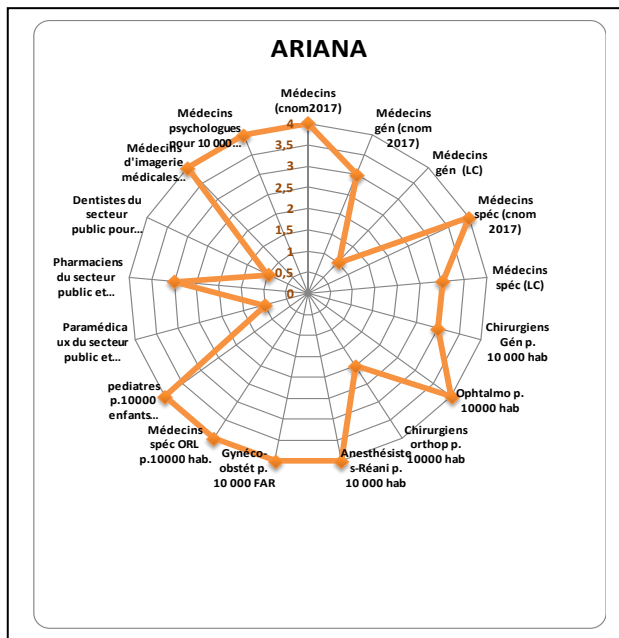 ARIANA
Médecins
(cnom2017)
Médecins
gén (cnom
2017)
Médecins
gén (LC)
Médecins
spéc (cnom
2017)
Médecins
spéc (LC)
Chirurgiens
Gén p.
10 000 hab
Ophtalmo p.
10000 hab
Chirurgiens
orthop p.
10000 hab
Anesthésiste
s-Réani p.
10 000 hab
Gynéco-
obstét p.
10 000 FAR
Médecins
spéc ORL
p.10000 hab.
pediatres
p.10000
enfants...
Paramédica
ux du secteur
public et...
Pharmaciens
du secteur
public et...
Dentistes du
secteur
public pour...
Médecins
d'imagerie
médicales...
Médecins
psychologues
pour 10 000...
4
3,5
3
2,5
2
1,5
1
0,5
0